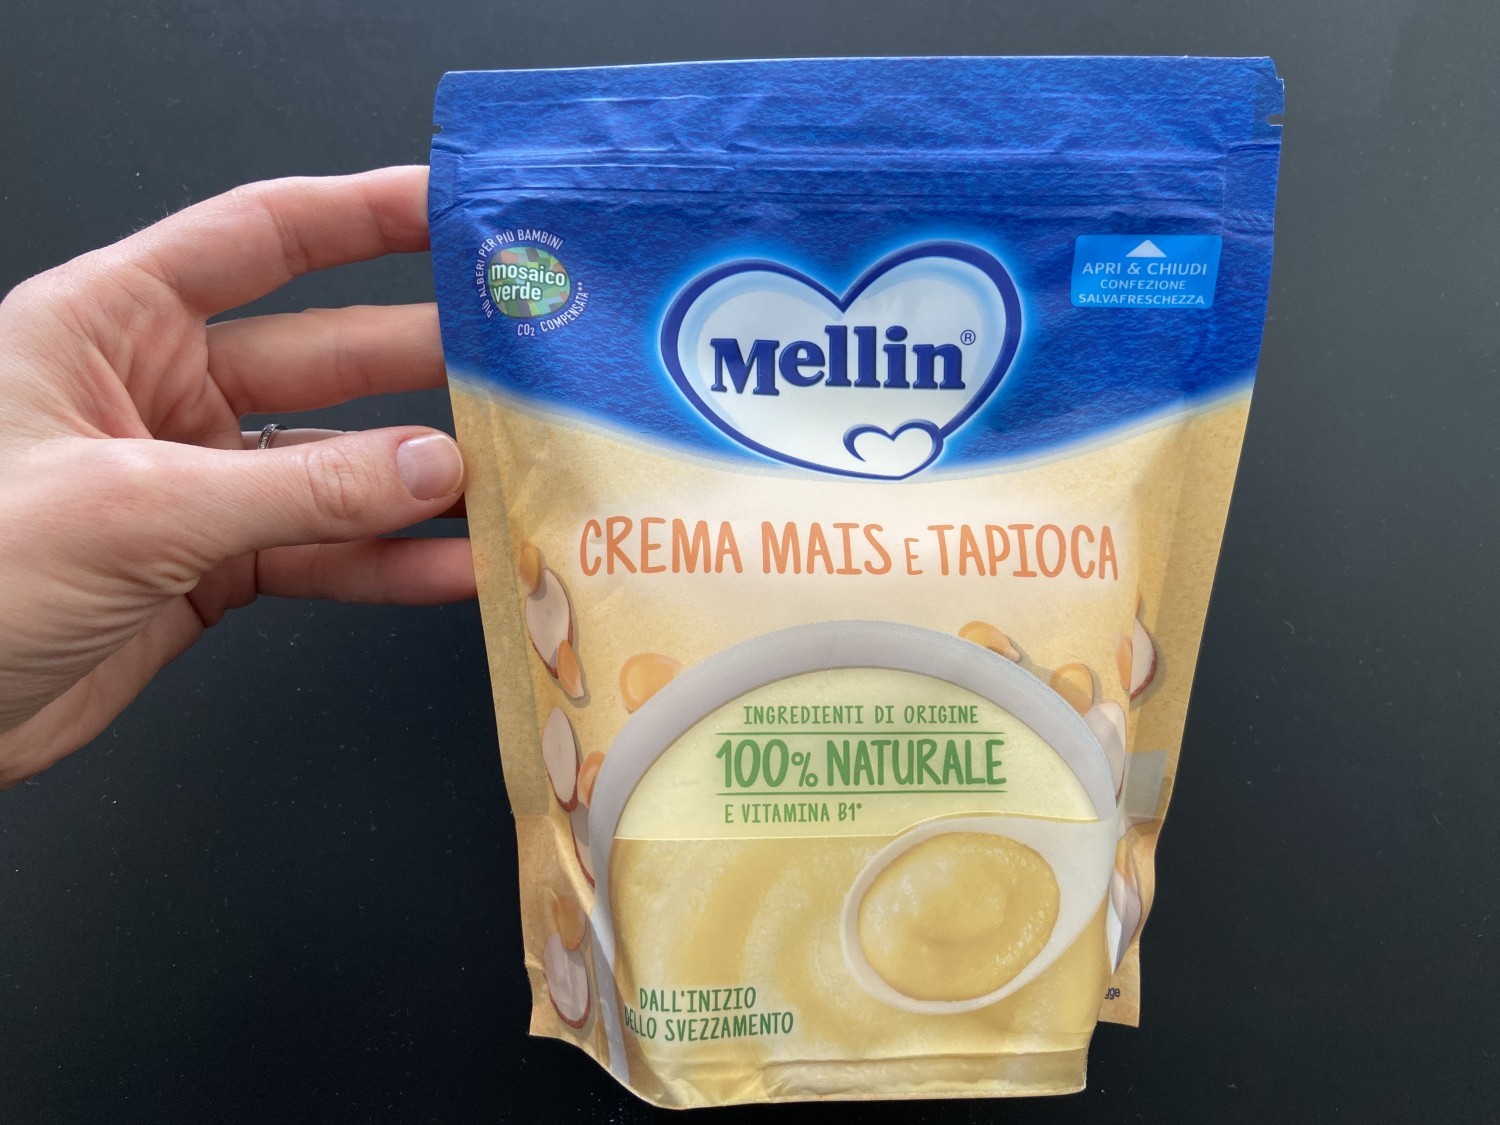 PIÙ ALBERI PER PIÙ BAMBINI
mosaico
verde
CO₂ COMPENSATA**
APRI & CHIUDI
CONFEZIONE
SALVAFRESCHEZZA
Mellin®
CREMA MAIS E TAPIOCA
INGREDIENTI DI ORIGINE
100% NATURALE
E VITAMINA B1*
DALL'INIZIO
DELLO SVEZZAMENTO